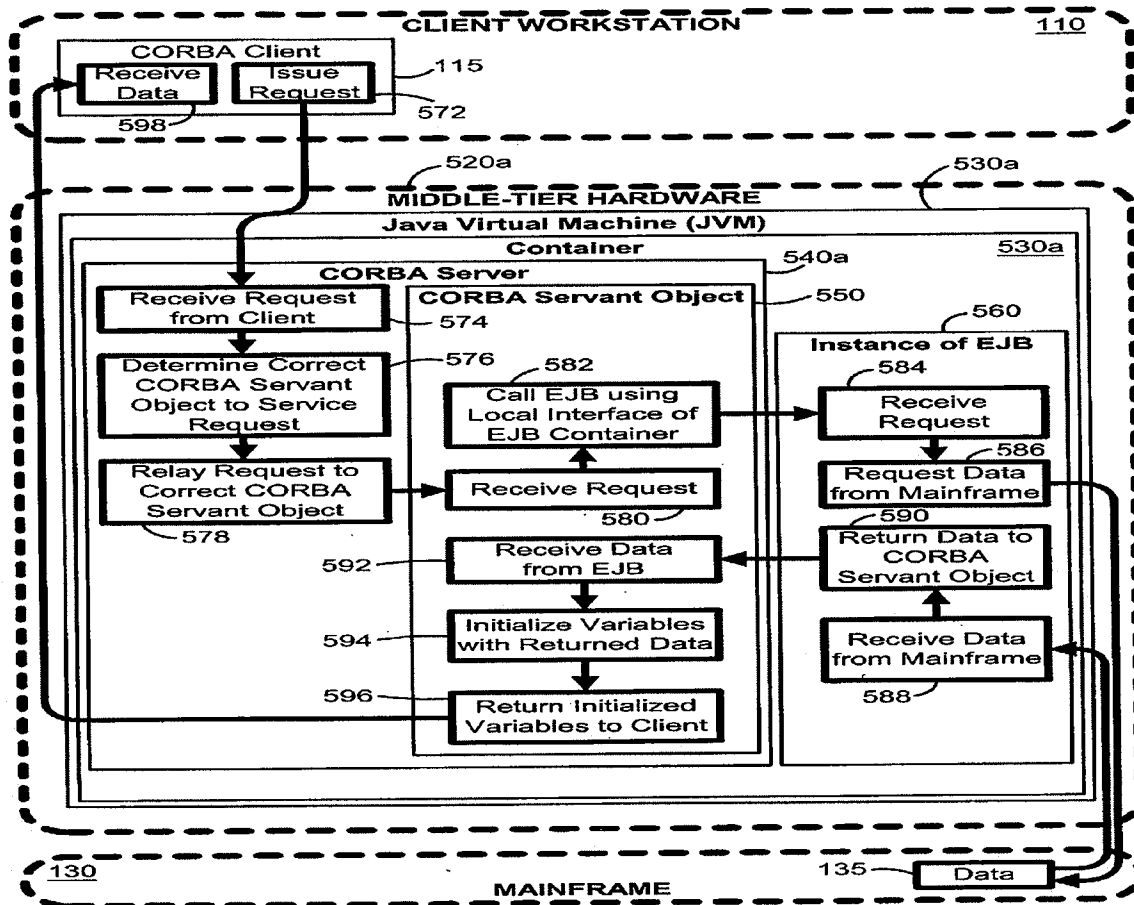 CLIENT WORKSTATION
110
CORBA Client
115
Receive
Data
598
Issue
Request
572
520a
530a
MIDDLE-TIER HARDWARE
Java Virtual Machine (JVM)
Container
530a
540a
CORBA Server
CORBA Servant Object
550
Receive Request
from Client
574
560
Instance of EJB
576
Determine Correct
CORBA Servant
Object to Service
Request
582
Call EJB using
Local Interface of
EJB Container
584
Receive
Request
Relay Request to
Correct CORBA
Servant Object
578
Receive Request
580
586
Request Data
from Mainframe
590
Return Data to
CORBA
Servant Object
592
Receive Data
from EJB
594
Initialize Variables
with Returned Data
Receive Data
from Mainframe
588
596
Return Initialized
Variables to Client
130
135
Data
MAINFRAME